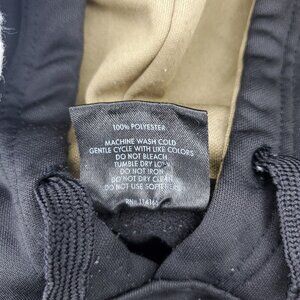 100% POLYESTER
MACHINE WASH COLD
GENTLE CYCLE WITH LIKE COLORS
DO NOT BLEACH
TUMBLE DRY LOW
DO NOT IRON
DO NOT DRY CLEAN
DO NOT USE SOFTENERS
RN# 114165